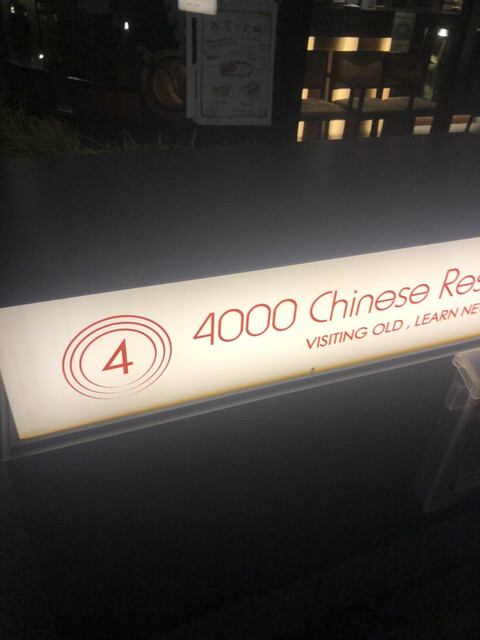 4
4000 Chinese Res
VISITING OLD , LEARN NE